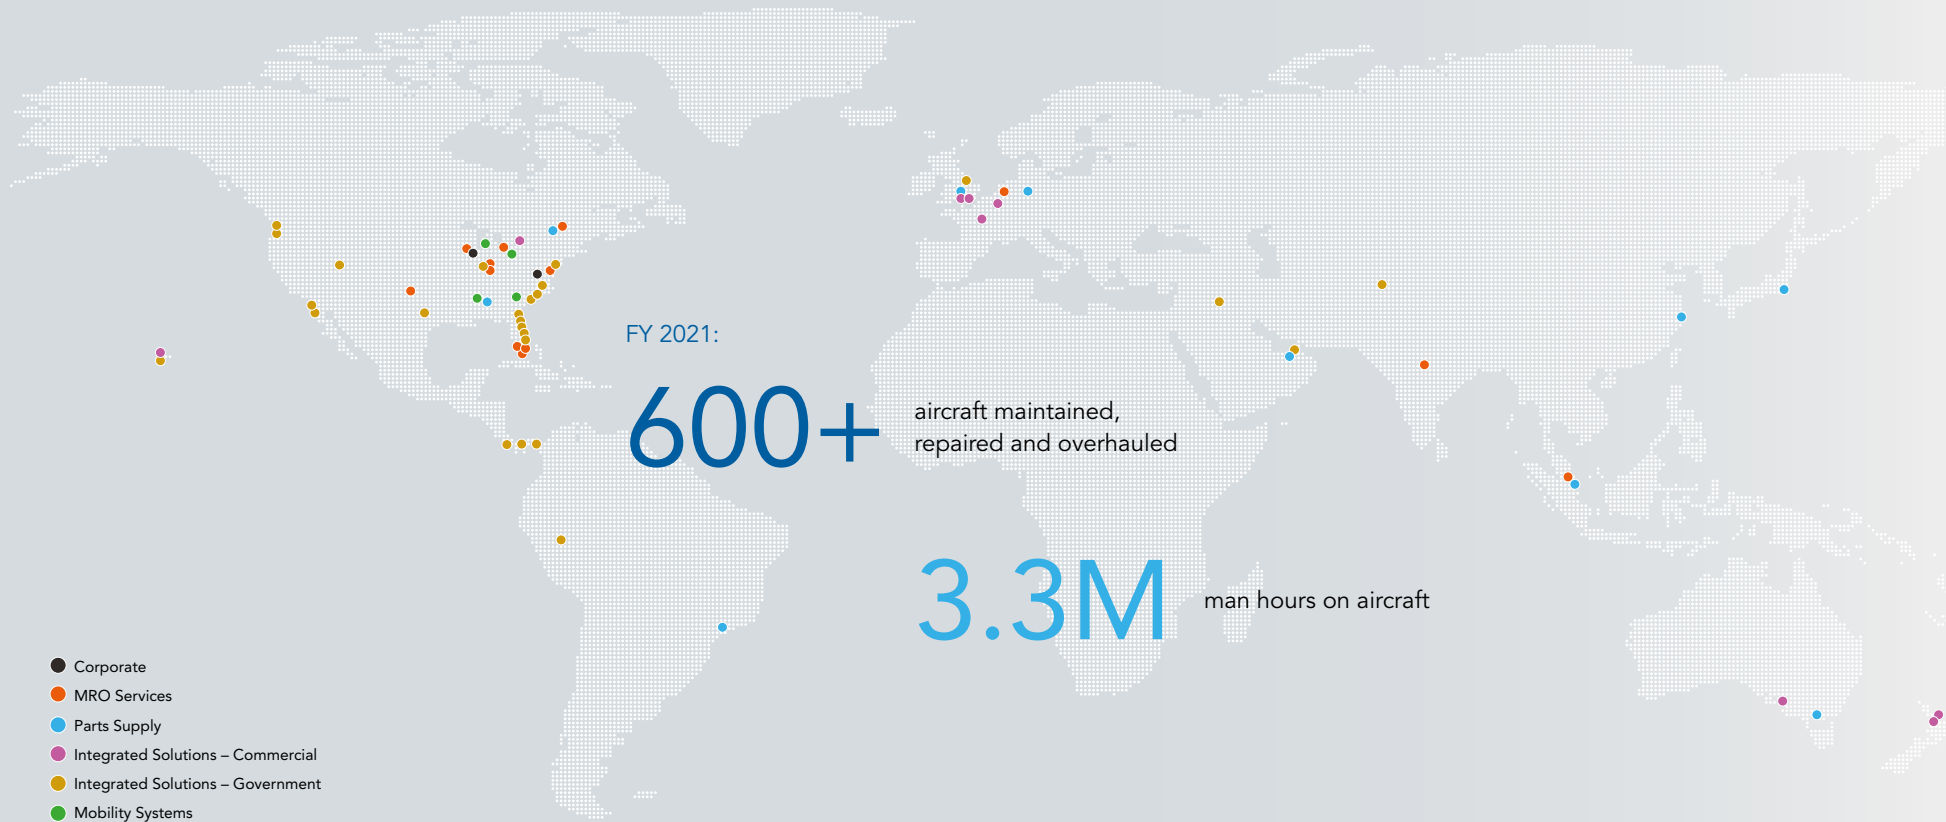 FY 2021:
600+
aircraft maintained,
repaired and overhauled
3.3M
man hours on aircraft
Corporate
MRO Services
Parts Supply
Integrated Solutions – Commercial
Integrated Solutions – Government
Mobility Systems